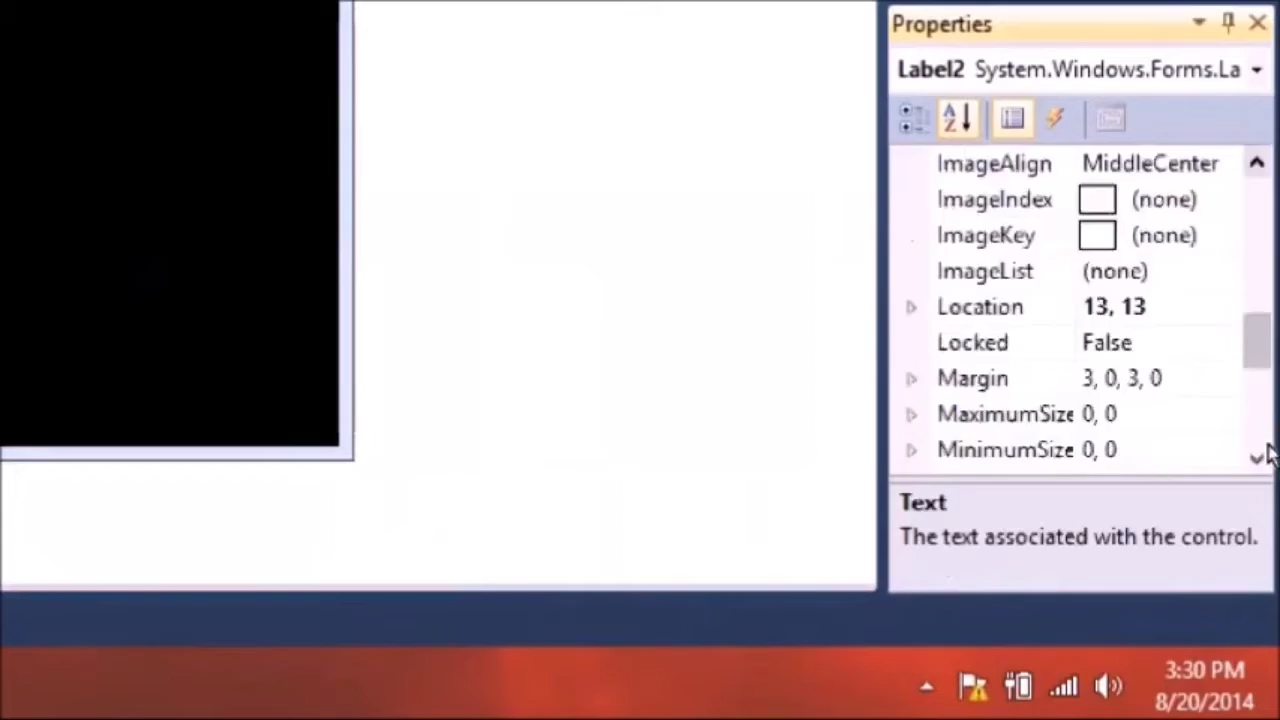 Properties
Label2 System.Windows.Forms.La
ImageAlign MiddleCenter
ImageIndex (none)
ImageKey (none)
ImageList (none)
Location 13, 13
Locked False
Margin 3, 0, 3, 0
MaximumSize 0, 0
MinimumSize 0, 0
Text
The text associated with the control.
3:30 PM
8/20/2014